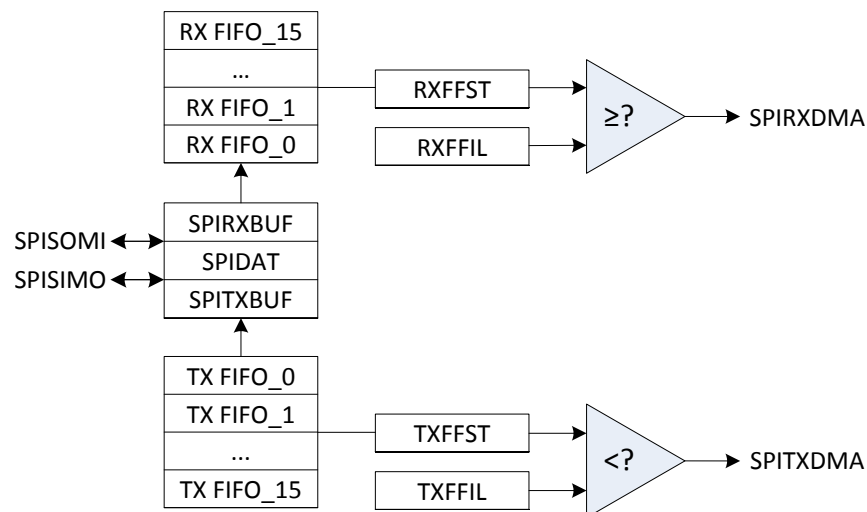 RX FIFO_15
...
RX FIFO_1
RX FIFO_0
RXFFST
RXFFIL
≥?
SPIRXDMA
SPISOMI
SPISIMO
SPIRXBUF
SPIDAT
SPITXBUF
TX FIFO_0
TX FIFO_1
...
TX FIFO_15
TXFFST
TXFFIL
<?
SPITXDMA